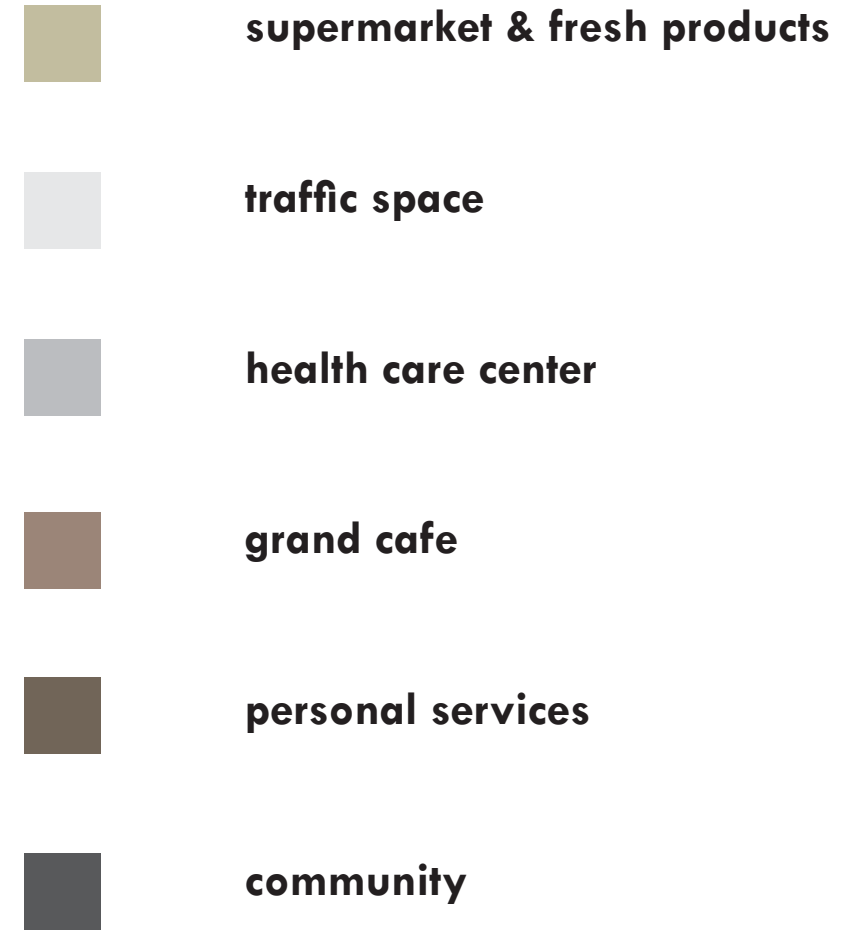 supermarket & fresh products
traffic space
health care center
grand cafe
personal services
community